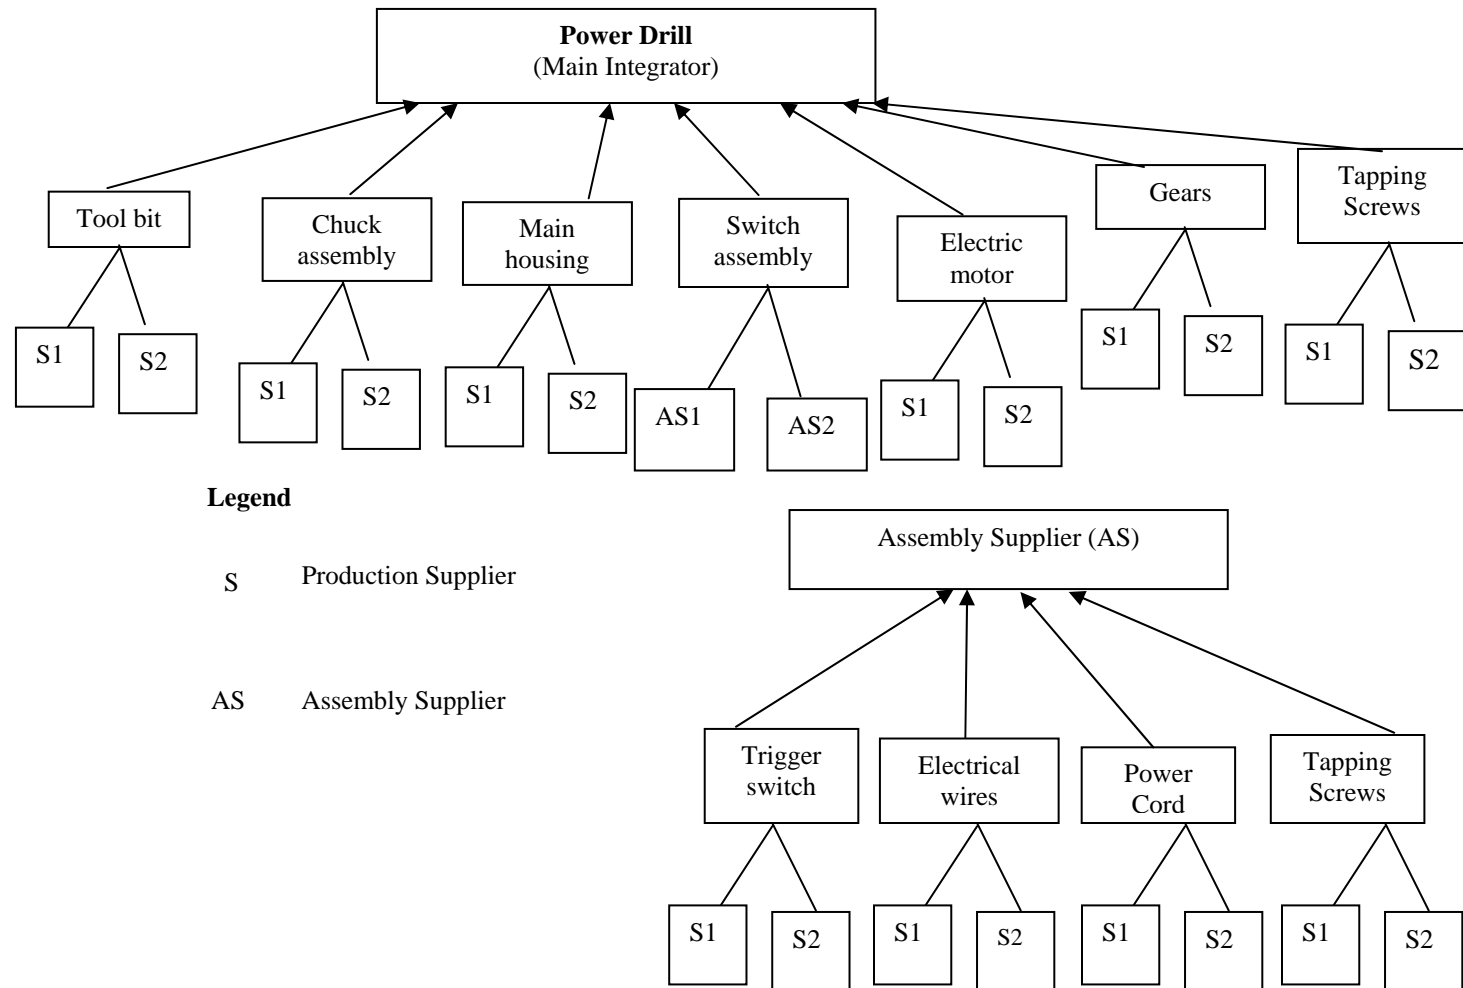 Power Drill
(Main Integrator)
Tool bit
Chuck
assembly
Main
housing
Switch
assembly
Electric
motor
Gears
Tapping
Screws
S1
S2
S1
S2
S1
S2
AS1
AS2
S1
S2
S1
S2
S1
S2
Legend
S Production Supplier
AS Assembly Supplier
Assembly Supplier (AS)
Trigger
switch
Electrical
wires
Power
Cord
Tapping
Screws
S1
S2
S1
S2
S1
S2
S1
S2